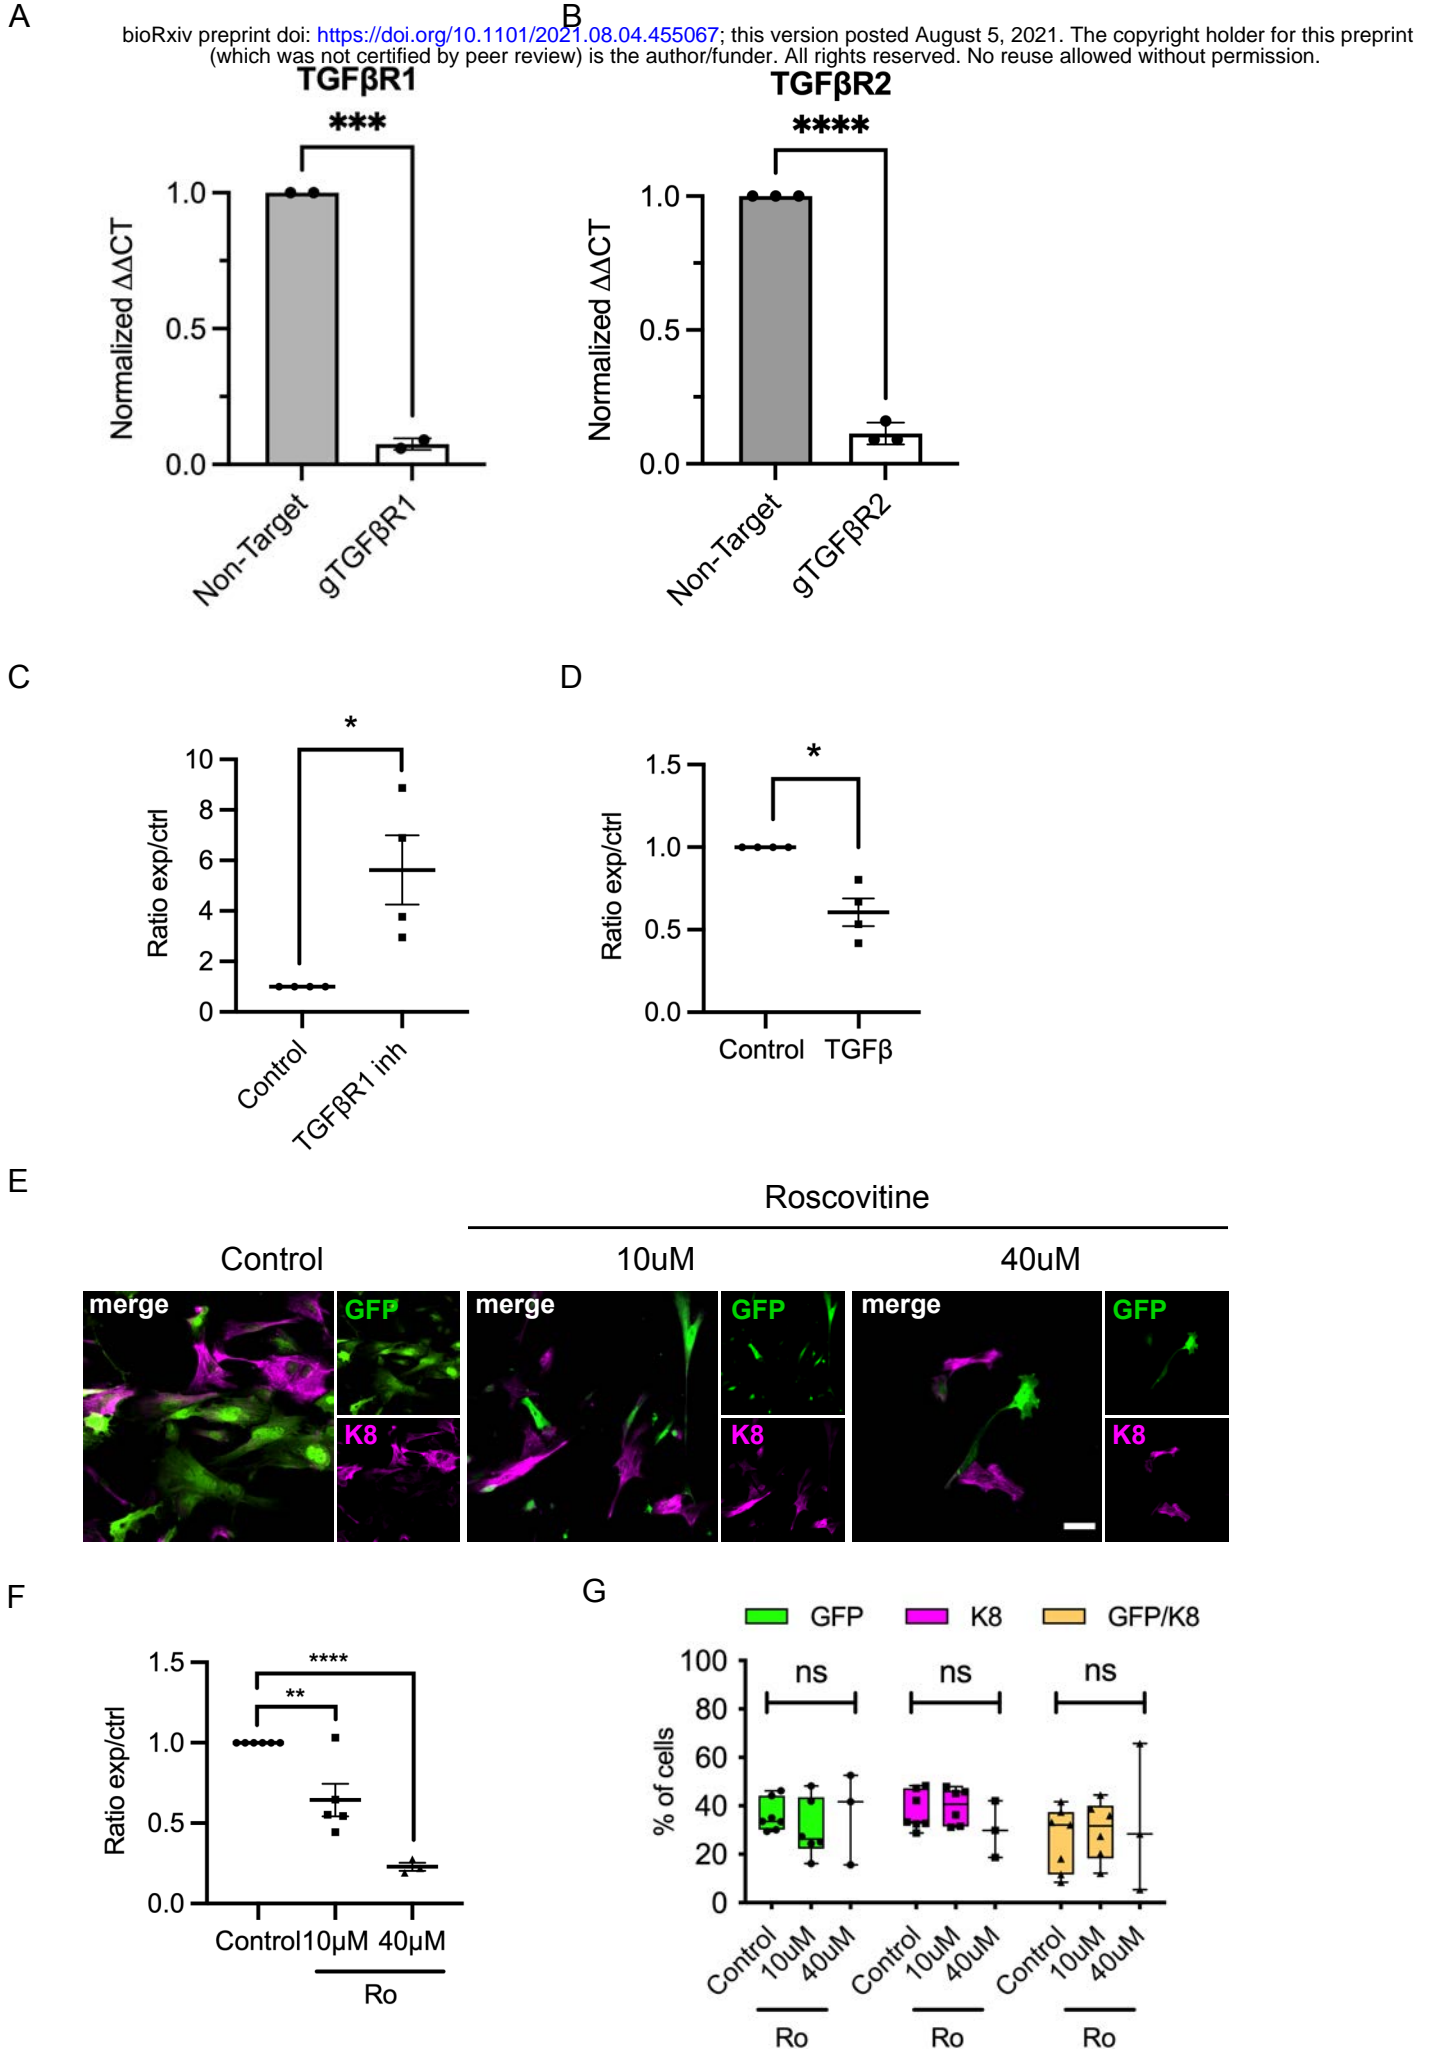 A
B
bioRxiv preprint doi: https://doi.org/10.1101/2021.08.04.455067; this version posted August 5, 2021. The copyright holder for this preprint
(which was not certified by peer review) is the author/funder. All rights reserved. No reuse allowed without permission.
TGFβR1
***
Normalized ΔΔCT
1.0
0.5
0.0
Non-Target
gTGFβR1
TGFβR2
****
Normalized ΔΔCT
1.0
0.5
0.0
Non-Target
gTGFβR2
C
*
Ratio exp/ctrl
10
8
6
4
2
0
Control
TGFβR1 inh
D
*
Ratio exp/ctrl
1.5
1.0
0.5
0.0
Control TGFβ
E
Roscovitine
Control 10uM 40uM
merge GFP merge GFP merge GFP
K8 K8 K8
F
****
**
Ratio exp/ctrl
1.5
1.0
0.5
0.0
Control 10μM 40μM
Ro
G
GFP K8 GFP/K8
ns ns ns
% of cells
100
80
60
40
20
0
Control 10uM 40uM Control 10uM 40uM Control 10uM 40uM
Ro Ro Ro